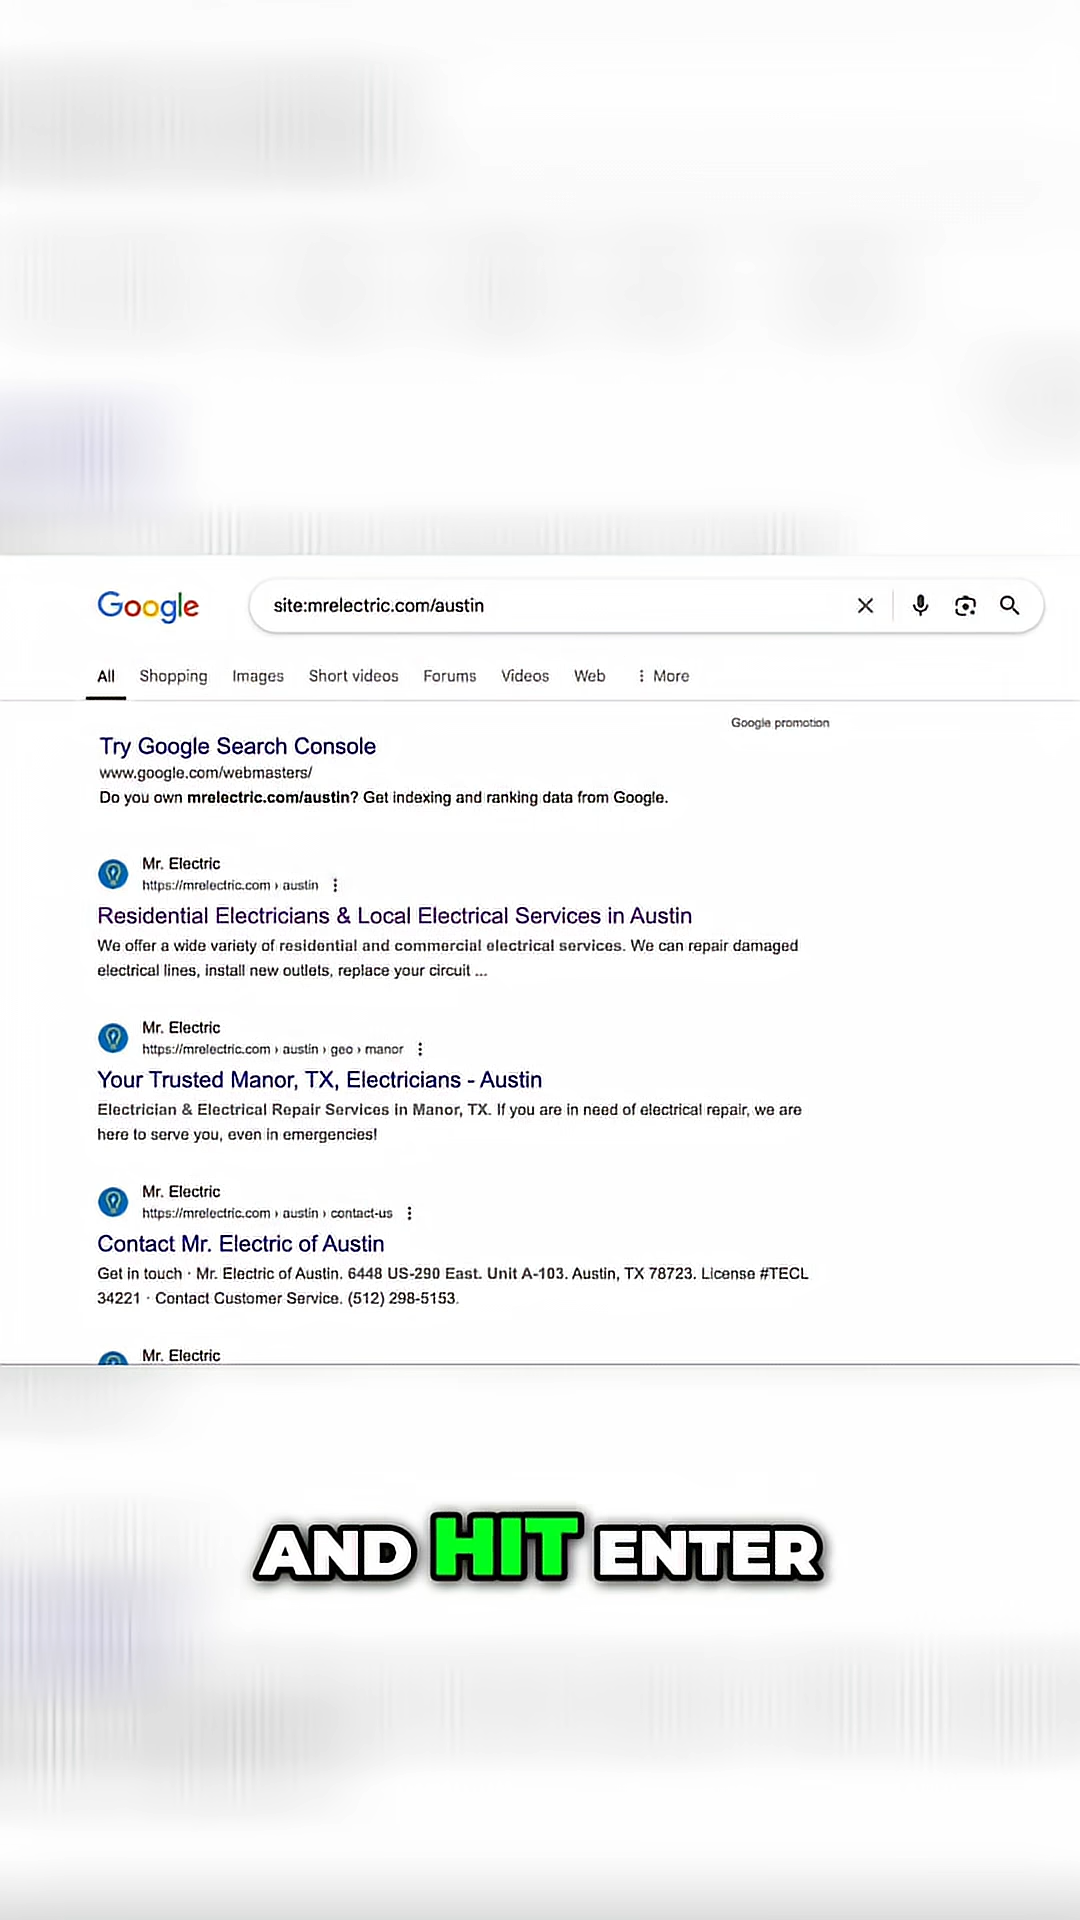 Google
site:mrelectric.com/austin
All Shopping Images Short videos Forums Videos Web More
Google promotion
Try Google Search Console
www.google.com/webmasters/
Do you own mrelectric.com/austin? Get indexing and ranking data from Google.
Mr. Electric
https://mrelectric.com › austin
Residential Electricians & Local Electrical Services in Austin
We offer a wide variety of residential and commercial electrical services. We can repair damaged
electrical lines, install new outlets, replace your circuit ...
Mr. Electric
https://mrelectric.com › austin › geo › manor
Your Trusted Manor, TX, Electricians - Austin
Electrician & Electrical Repair Services in Manor, TX. If you are in need of electrical repair, we are
here to serve you, even in emergencies!
Mr. Electric
https://mrelectric.com › austin › contact-us
Contact Mr. Electric of Austin
Get in touch · Mr. Electric of Austin. 6448 US-290 East. Unit A-103. Austin, TX 78723. License #TECL
34221 · Contact Customer Service. (512) 298-5153.
Mr. Electric
AND HIT ENTER